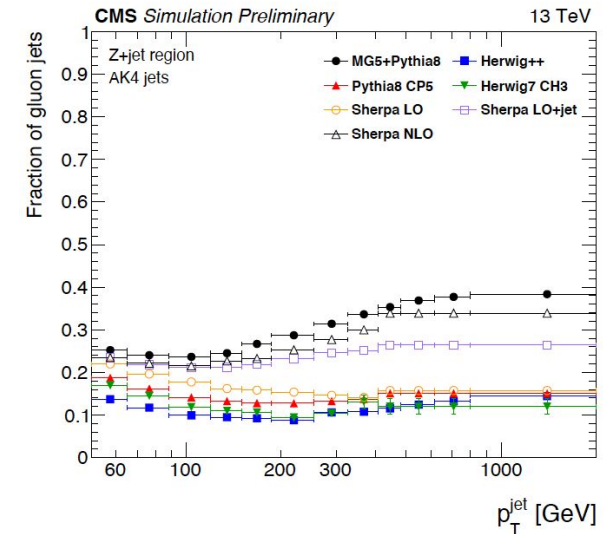 CMS Simulation Preliminary 13 TeV
Z+jet region
AK4 jets
MG5+Pythia8 Herwig++
Pythia8 CP5 Herwig7 CH3
Sherpa LO Sherpa LO+jet
Sherpa NLO
Fraction of gluon jets
1
0.9
0.8
0.7
0.6
0.5
0.4
0.3
0.2
0.1
0
60 100 200 300 1000
p_T^jet [GeV]